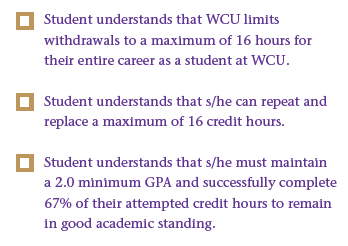 Student understands that WCU limits
withdrawals to a maximum of 16 hours for
their entire career as a student at WCU.
Student understands that s/he can repeat and
replace a maximum of 16 credit hours.
Student understands that s/he must maintain
a 2.0 minimum GPA and successfully complete
67% of their attempted credit hours to remain
in good academic standing.